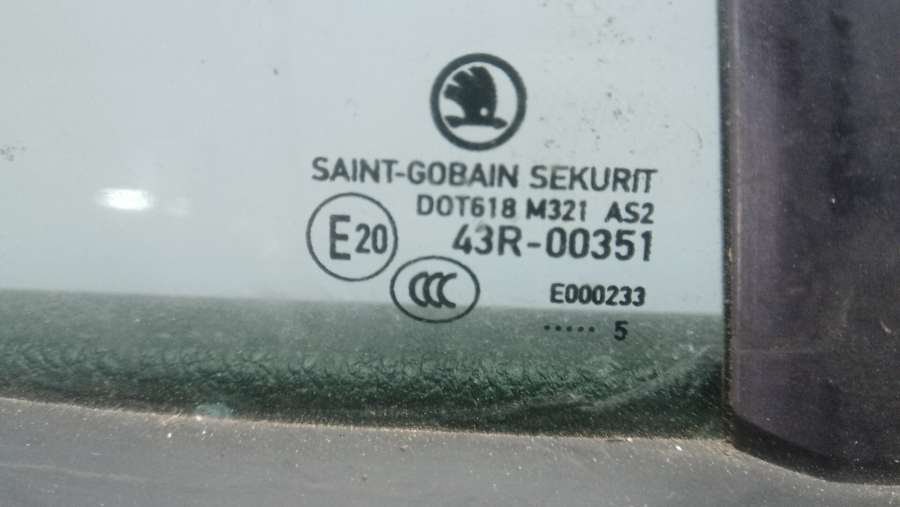 SAINT-GOBAIN SEKURIT
DOT618 M321 AS2
E20 43R-00351
CCC E000233
..... 5